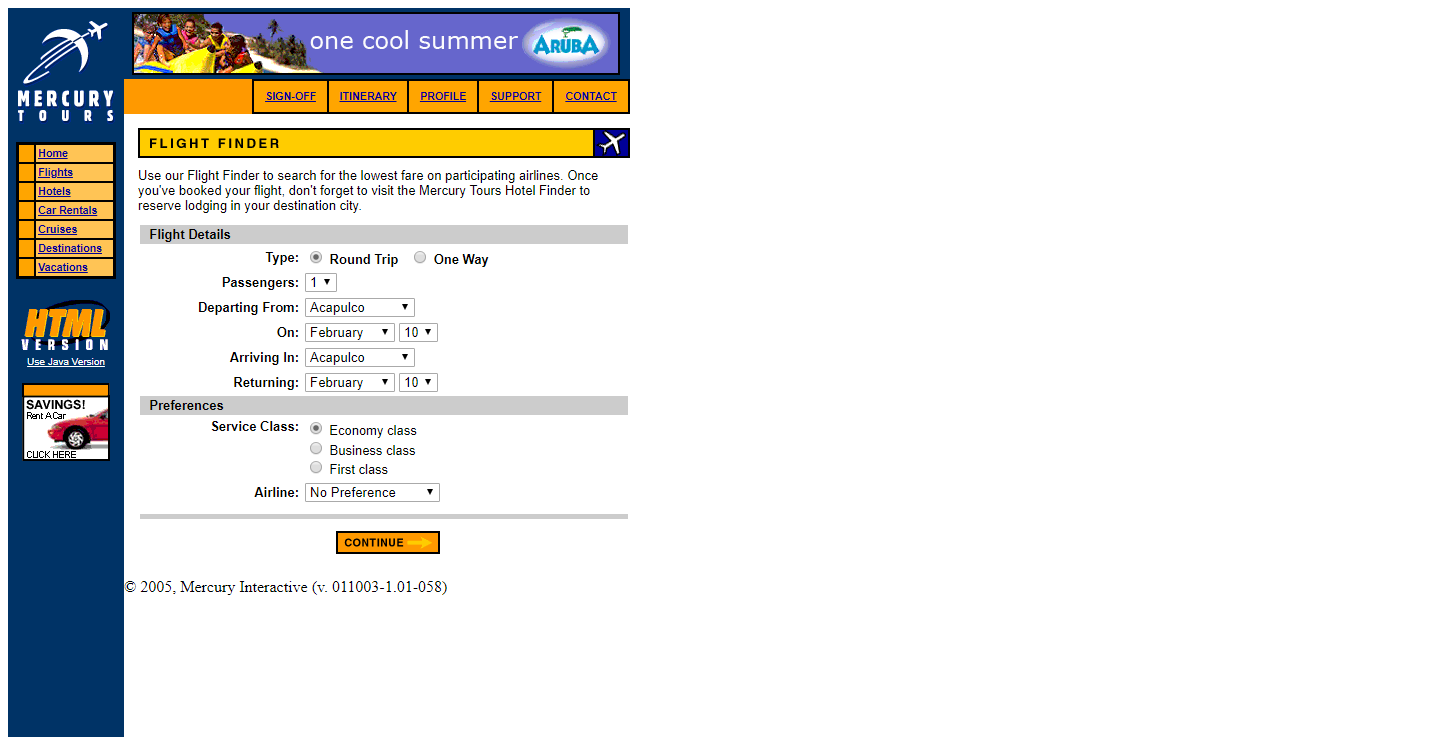 one cool summer ARUBA
MERCURY
TOURS
SIGN-OFF ITINERARY PROFILE SUPPORT CONTACT
Home
Flights
Hotels
Car Rentals
Cruises
Destinations
Vacations
HTML
VERSION
Use Java Version
SAVINGS!
Rent A Car
CLICK HERE
FLIGHT FINDER
Use our Flight Finder to search for the lowest fare on participating airlines. Once
you've booked your flight, don't forget to visit the Mercury Tours Hotel Finder to
reserve lodging in your destination city.
Flight Details
Type: Round Trip One Way
Passengers: 1
Departing From: Acapulco
On: February 10
Arriving In: Acapulco
Returning: February 10
Preferences
Service Class: Economy class
Business class
First class
Airline: No Preference
CONTINUE
© 2005, Mercury Interactive (v. 011003-1.01-058)